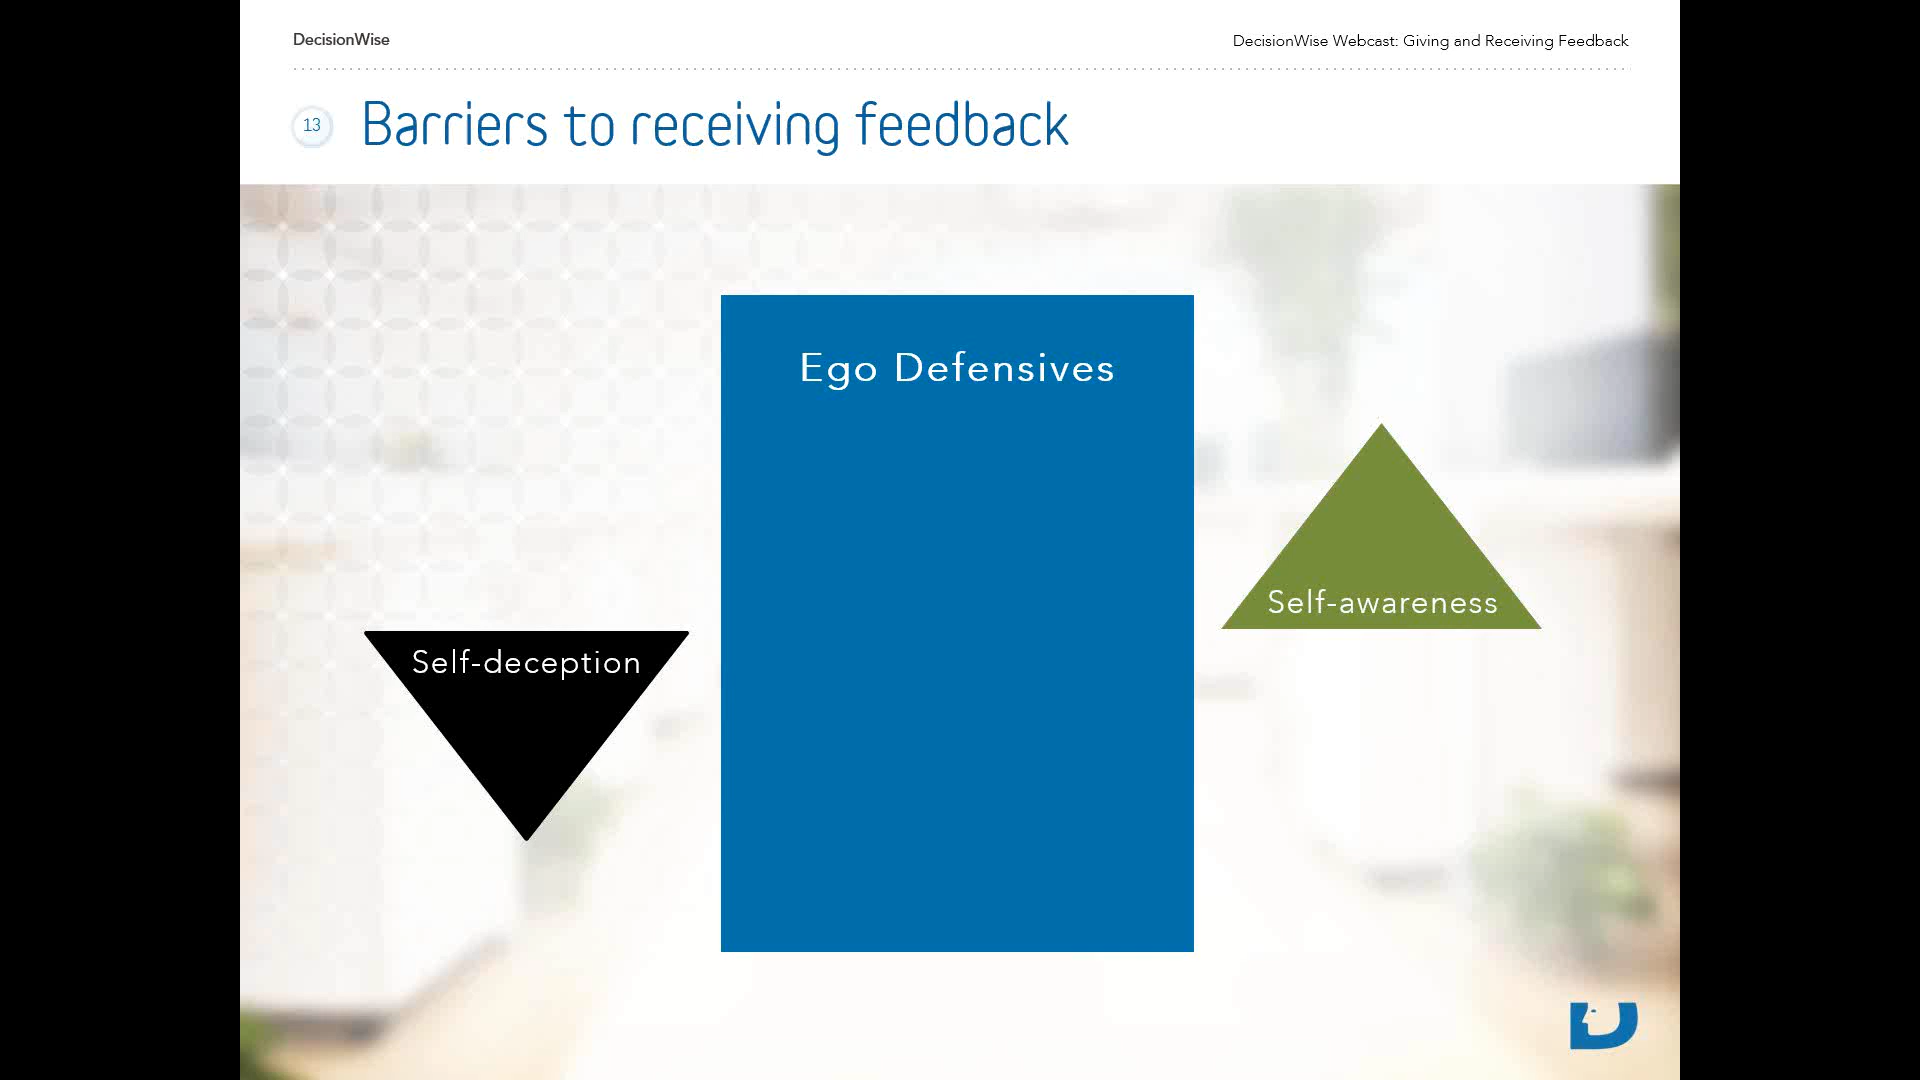 DecisionWise
DecisionWise Webcast: Giving and Receiving Feedback
13
Barriers to receiving feedback
Ego Defensives
Self-awareness
Self-deception